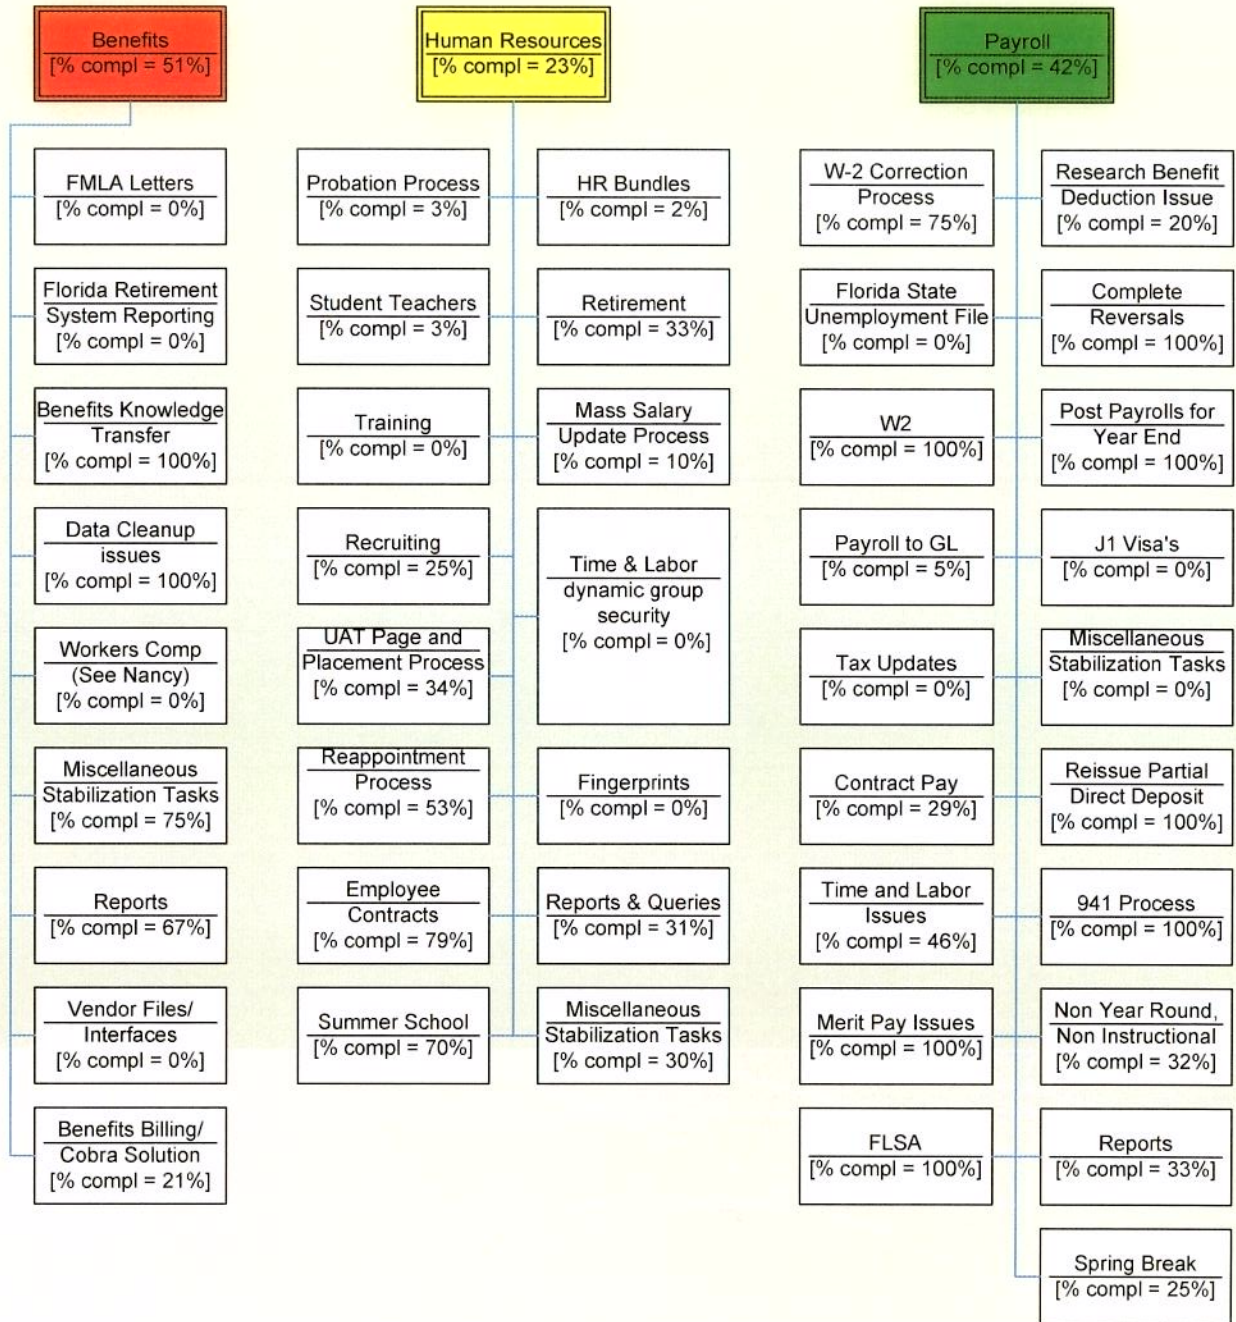 Benefits
[% compl = 51%]
FMLA Letters
[% compl = 0%]
Florida Retirement
System Reporting
[% compl = 0%]
Benefits Knowledge
Transfer
[% compl = 100%]
Data Cleanup
issues
[% compl = 100%]
Workers Comp
(See Nancy)
[% compl = 0%]
Miscellaneous
Stabilization Tasks
[% compl = 75%]
Reports
[% compl = 67%]
Vendor Files/
Interfaces
[% compl = 0%]
Benefits Billing/
Cobra Solution
[% compl = 21%]
Human Resources
[% compl = 23%]
Probation Process
[% compl = 3%]
HR Bundles
[% compl = 2%]
Student Teachers
[% compl = 3%]
Retirement
[% compl = 33%]
Training
[% compl = 0%]
Mass Salary
Update Process
[% compl = 10%]
Recruiting
[% compl = 25%]
Time & Labor
dynamic group
security
[% compl = 0%]
UAT Page and
Placement Process
[% compl = 34%]
Reappointment
Process
[% compl = 53%]
Fingerprints
[% compl = 0%]
Employee
Contracts
[% compl = 79%]
Reports & Queries
[% compl = 31%]
Summer School
[% compl = 70%]
Miscellaneous
Stabilization Tasks
[% compl = 30%]
Payroll
[% compl = 42%]
W-2 Correction
Process
[% compl = 75%]
Research Benefit
Deduction Issue
[% compl = 20%]
Florida State
Unemployment File
[% compl = 0%]
Complete
Reversals
[% compl = 100%]
W2
[% compl = 100%]
Post Payrolls for
Year End
[% compl = 100%]
Payroll to GL
[% compl = 5%]
J1 Visa's
[% compl = 0%]
Tax Updates
[% compl = 0%]
Miscellaneous
Stabilization Tasks
[% compl = 0%]
Contract Pay
[% compl = 29%]
Reissue Partial
Direct Deposit
[% compl = 100%]
Time and Labor
Issues
[% compl = 46%]
941 Process
[% compl = 100%]
Merit Pay Issues
[% compl = 100%]
Non Year Round,
Non Instructional
[% compl = 32%]
FLSA
[% compl = 100%]
Reports
[% compl = 33%]
Spring Break
[% compl = 25%]